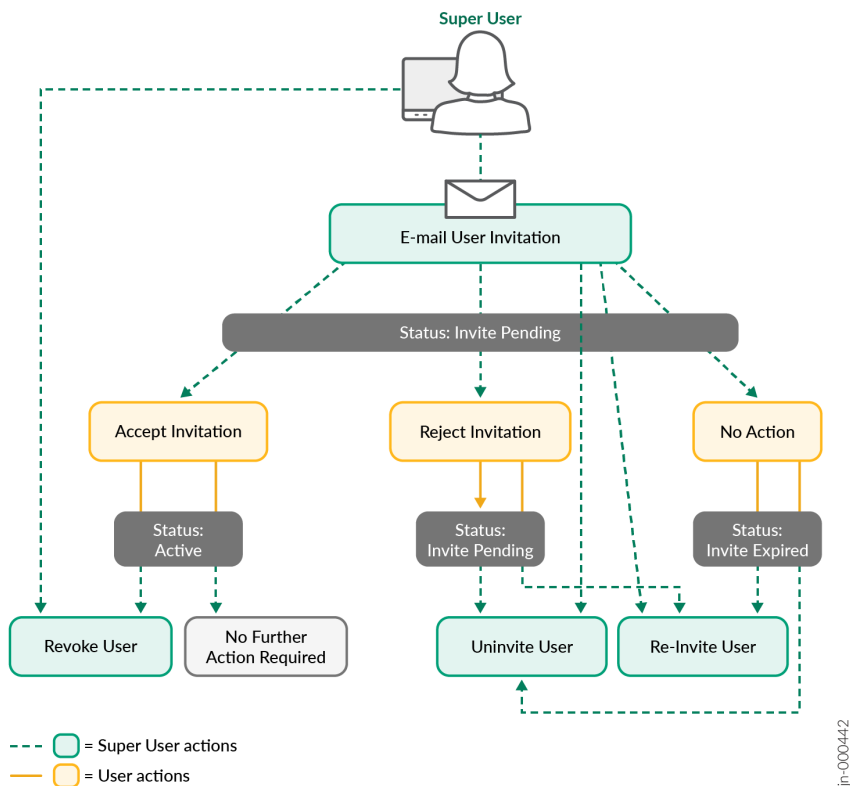 Super User
E-mail User Invitation
Status: Invite Pending
Accept Invitation
Reject Invitation
No Action
Status:
Active
Status:
Invite Pending
Status:
Invite Expired
Revoke User
No Further
Action Required
Uninvite User
Re-Invite User
= Super User actions
= User actions
jn-000442